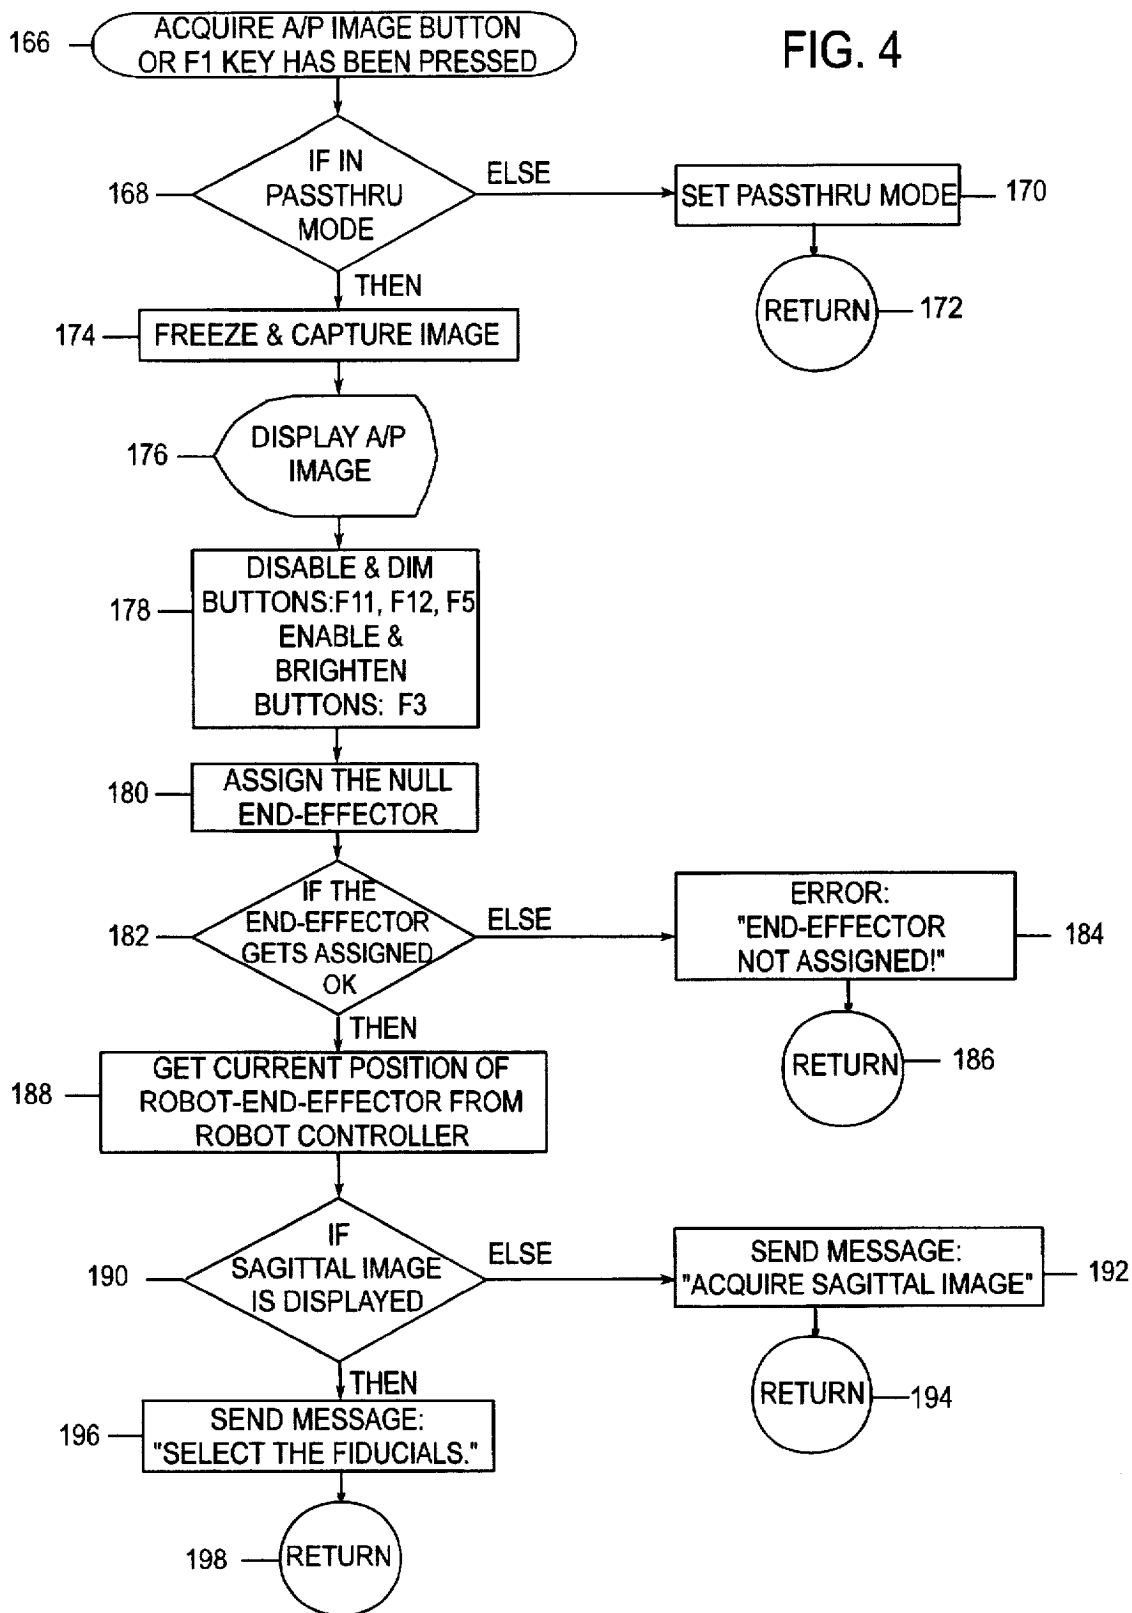 FIG. 4
166
ACQUIRE A/P IMAGE BUTTON
OR F1 KEY HAS BEEN PRESSED
168
IF IN
PASSTHRU
MODE
ELSE
SET PASSTHRU MODE
170
RETURN
172
THEN
174
FREEZE & CAPTURE IMAGE
176
DISPLAY A/P
IMAGE
178
DISABLE & DIM
BUTTONS:F11, F12, F5
ENABLE &
BRIGHTEN
BUTTONS: F3
180
ASSIGN THE NULL
END-EFFECTOR
182
IF THE
END-EFFECTOR
GETS ASSIGNED
OK
ELSE
ERROR:
"END-EFFECTOR
NOT ASSIGNED!"
184
RETURN
186
THEN
188
GET CURRENT POSITION OF
ROBOT-END-EFFECTOR FROM
ROBOT CONTROLLER
190
IF
SAGITTAL IMAGE
IS DISPLAYED
ELSE
SEND MESSAGE:
"ACQUIRE SAGITTAL IMAGE"
192
RETURN
194
THEN
196
SEND MESSAGE:
"SELECT THE FIDUCIALS."
198
RETURN